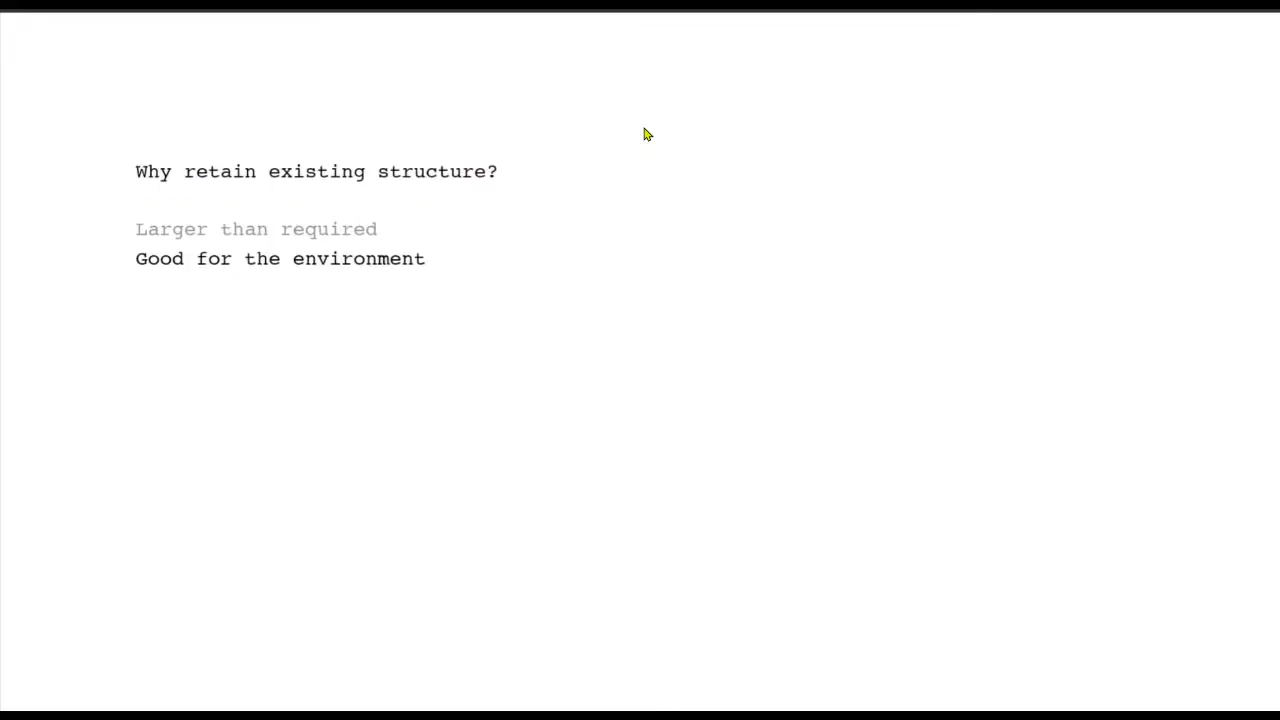 Why retain existing structure?
Larger than required
Good for the environment